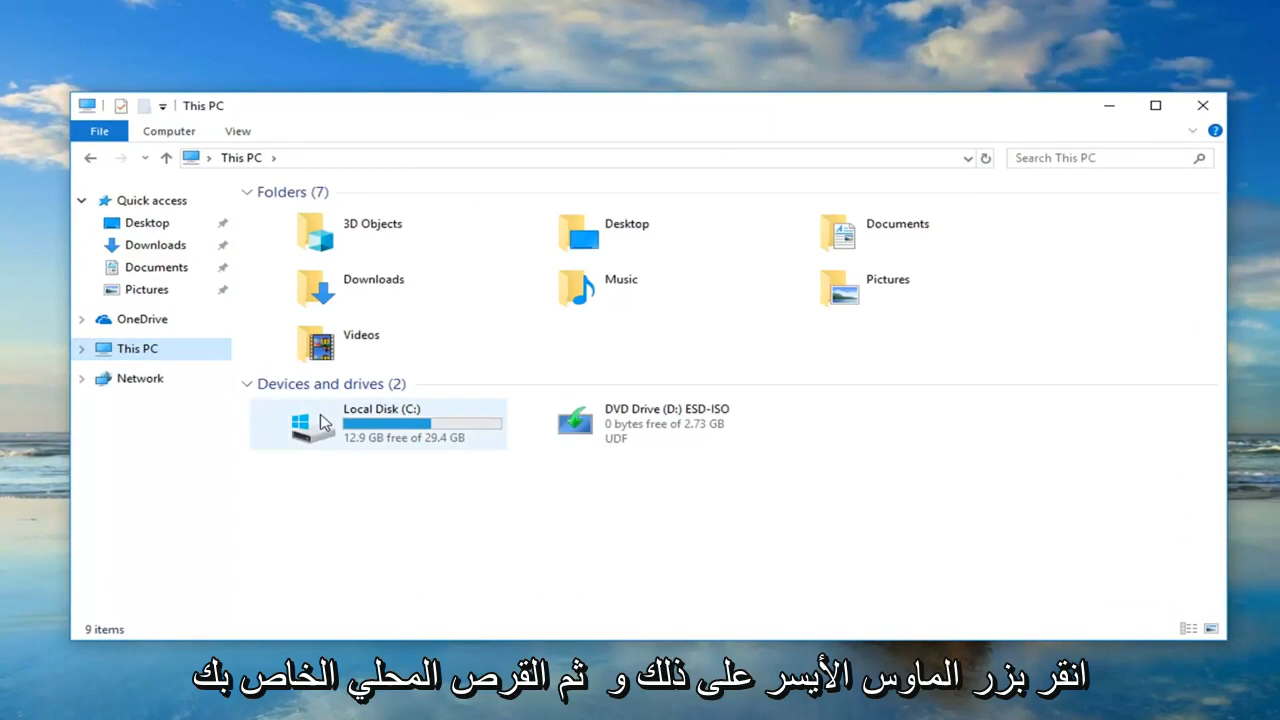 This PC
File Computer View
This PC
Search This PC
Quick access
Desktop
Downloads
Documents
Pictures
OneDrive
This PC
Network
Folders (7)
3D Objects
Desktop
Documents
Downloads
Music
Pictures
Videos
Devices and drives (2)
Local Disk (C:)
12.9 GB free of 29.4 GB
DVD Drive (D:) ESD-ISO
0 bytes free of 2.73 GB
UDF
9 items
انقر بزر الماوس الأيسر على ذلك و ثم القرص المحلي الخاص بك